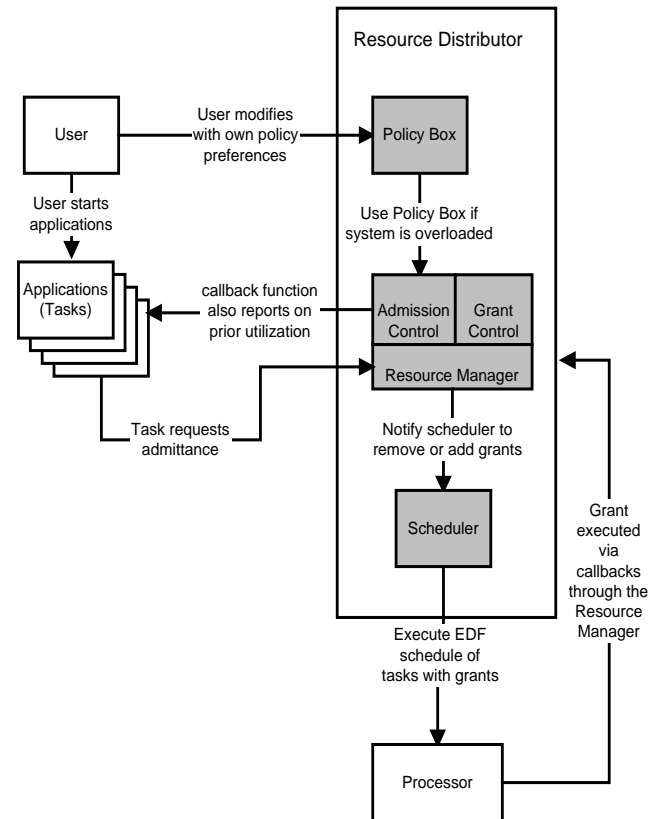 Resource Distributor
User
User modifies
with own policy
preferences
Policy Box
User starts
applications
Use Policy Box if
system is overloaded
Applications
(Tasks)
callback function
also reports on
prior utilization
Admission
Control
Grant
Control
Resource Manager
Task requests
admittance
Notify scheduler to
remove or add grants
Scheduler
Grant
executed
via
callbacks
through the
Resource
Manager
Execute EDF
schedule of
tasks with grants
Processor